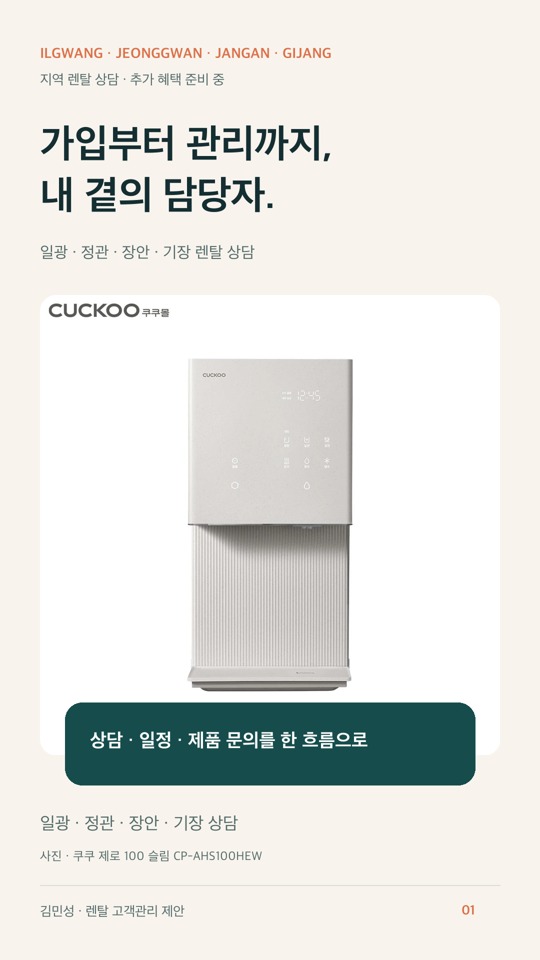 ILGWANG · JEONGGWAN · JANGAN · GIJANG
지역 렌탈 상담 · 추가 혜택 준비 중
가입부터 관리까지,
내 곁의 담당자.
일광 · 정관 · 장안 · 기장 렌탈 상담
CUCKOO 쿠쿠몰
CUCKOO
12:45
상담 · 일정 · 제품 문의를 한 흐름으로
일광 · 정관 · 장안 · 기장 상담
사진 · 쿠쿠 제로 100 슬림 CP-AHS100HEW
김민성 · 렌탈 고객관리 제안
01